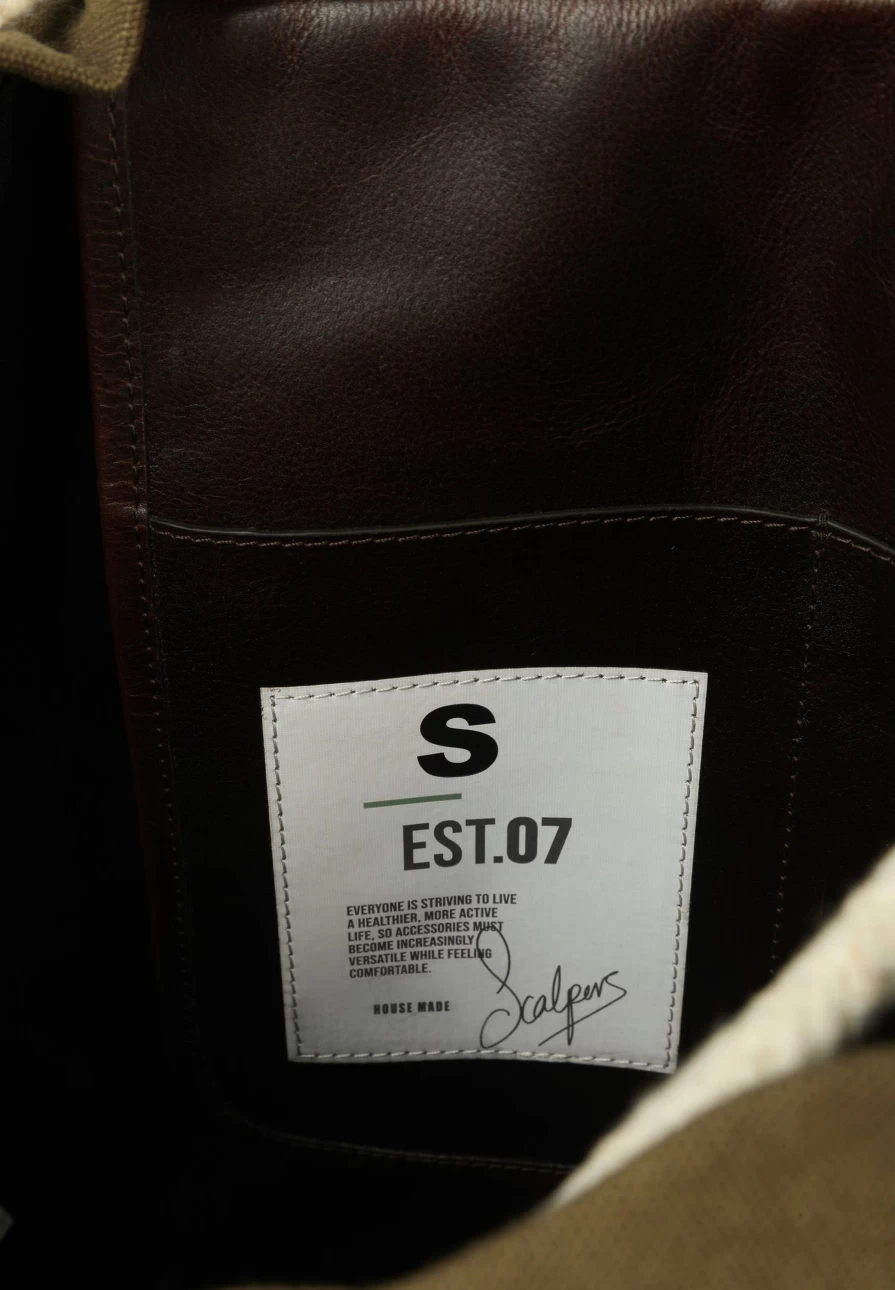 S
EST.07
EVERYONE IS STRIVING TO LIVE
A HEALTHIER, MORE ACTIVE
LIFE, SO ACCESSORIES MUST
BECOME INCREASINGLY
VERSATILE WHILE FEELING
COMFORTABLE.
HOUSE MADE
Scalpers